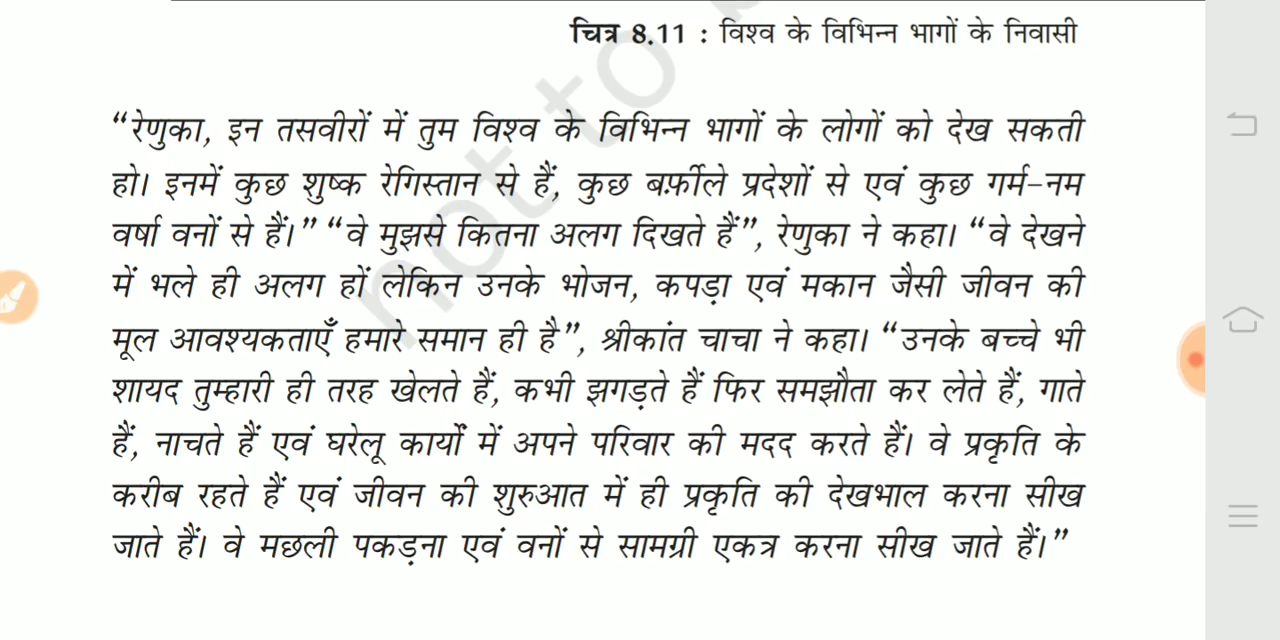 चित्र 8.11 : विश्व के विभिन्न भागों के निवासी
“रेणुका, इन तसवीरों में तुम विश्व के विभिन्न भागों के लोगों को देख सकती
हो। इनमें कुछ शुष्क रेगिस्तान से हैं, कुछ बर्फ़ीले प्रदेशों से एवं कुछ गर्म-नम
वर्षा वनों से हैं।” “वे मुझसे कितना अलग दिखते हैं”, रेणुका ने कहा। “वे देखने
में भले ही अलग हों लेकिन उनके भोजन, कपड़ा एवं मकान जैसी जीवन की
मूल आवश्यकताएँ हमारे समान ही है”, श्रीकांत चाचा ने कहा। “उनके बच्चे भी
शायद तुम्हारी ही तरह खेलते हैं, कभी झगड़ते हैं फिर समझौता कर लेते हैं, गाते
हैं, नाचते हैं एवं घरेलू कार्यों में अपने परिवार की मदद करते हैं। वे प्रकृति के
करीब रहते हैं एवं जीवन की शुरुआत में ही प्रकृति की देखभाल करना सीख
जाते हैं। वे मछली पकड़ना एवं वनों से सामग्री एकत्र करना सीख जाते हैं।”
not to